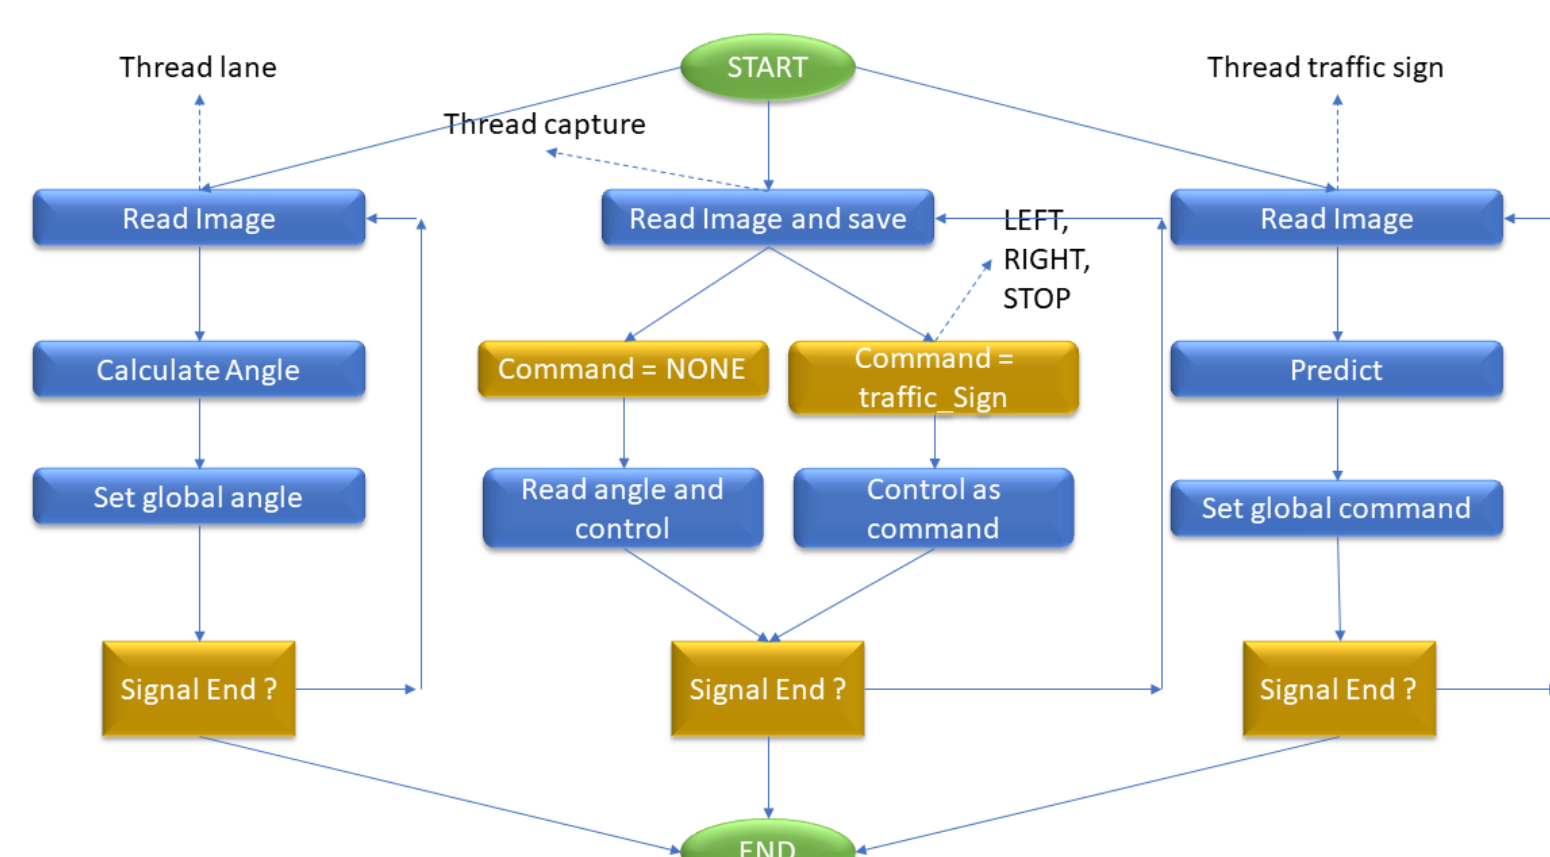 START
Thread lane
Thread traffic sign
Thread capture
Read Image
Read Image and save
Read Image
LEFT,
RIGHT,
STOP
Calculate Angle
Command = NONE
Command =
traffic_Sign
Predict
Set global angle
Read angle and
control
Control as
command
Set global command
Signal End ?
Signal End ?
Signal End ?
END